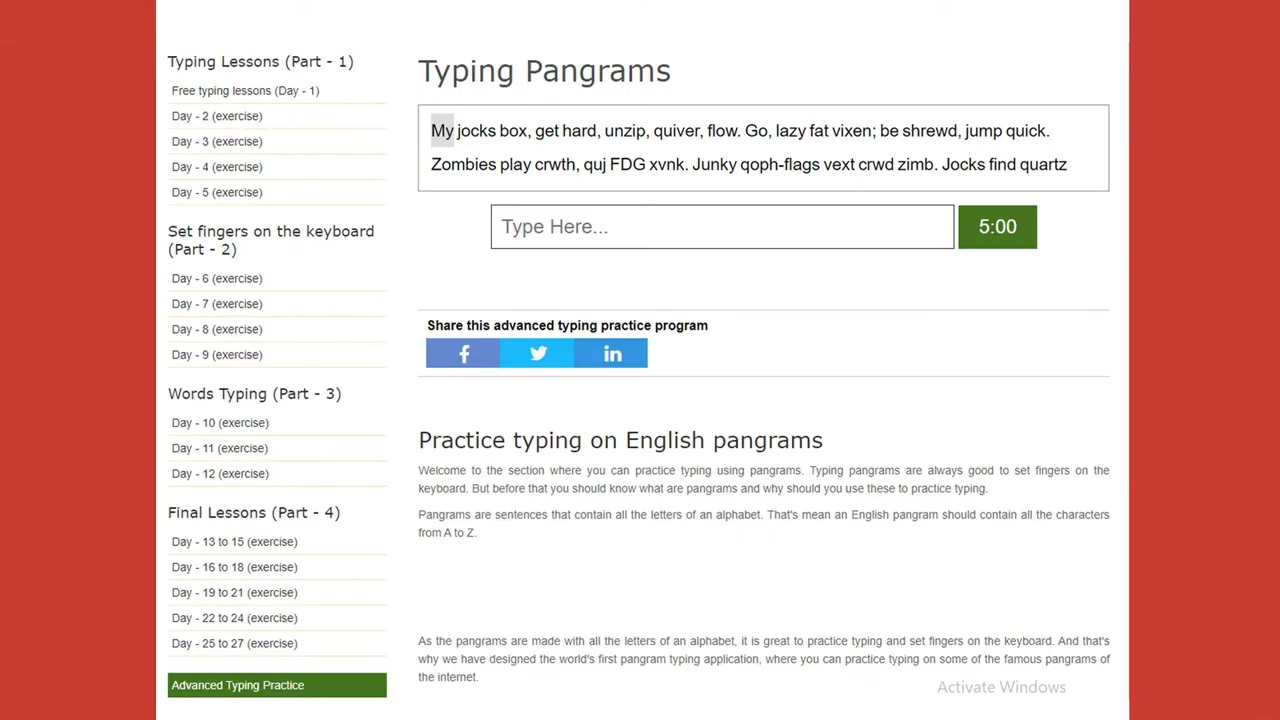 Typing Lessons (Part - 1)
Free typing lessons (Day - 1)
Day - 2 (exercise)
Day - 3 (exercise)
Day - 4 (exercise)
Day - 5 (exercise)
Set fingers on the keyboard
(Part - 2)
Day - 6 (exercise)
Day - 7 (exercise)
Day - 8 (exercise)
Day - 9 (exercise)
Words Typing (Part - 3)
Day - 10 (exercise)
Day - 11 (exercise)
Day - 12 (exercise)
Final Lessons (Part - 4)
Day - 13 to 15 (exercise)
Day - 16 to 18 (exercise)
Day - 19 to 21 (exercise)
Day - 22 to 24 (exercise)
Day - 25 to 27 (exercise)
Advanced Typing Practice
Typing Pangrams
My jocks box, get hard, unzip, quiver, flow. Go, lazy fat vixen; be shrewd, jump quick.
Zombies play crwth, quj FDG xvnk. Junky qoph-flags vext crwd zimb. Jocks find quartz
Type Here...
5:00
Share this advanced typing practice program
f
in
Practice typing on English pangrams
Welcome to the section where you can practice typing using pangrams. Typing pangrams are always good to set fingers on the
keyboard. But before that you should know what are pangrams and why should you use these to practice typing.
Pangrams are sentences that contain all the letters of an alphabet. That's mean an English pangram should contain all the characters
from A to Z.
As the pangrams are made with all the letters of an alphabet, it is great to practice typing and set fingers on the keyboard. And that's
why we have designed the world's first pangram typing application, where you can practice typing on some of the famous pangrams of
the internet.
Activate Windows